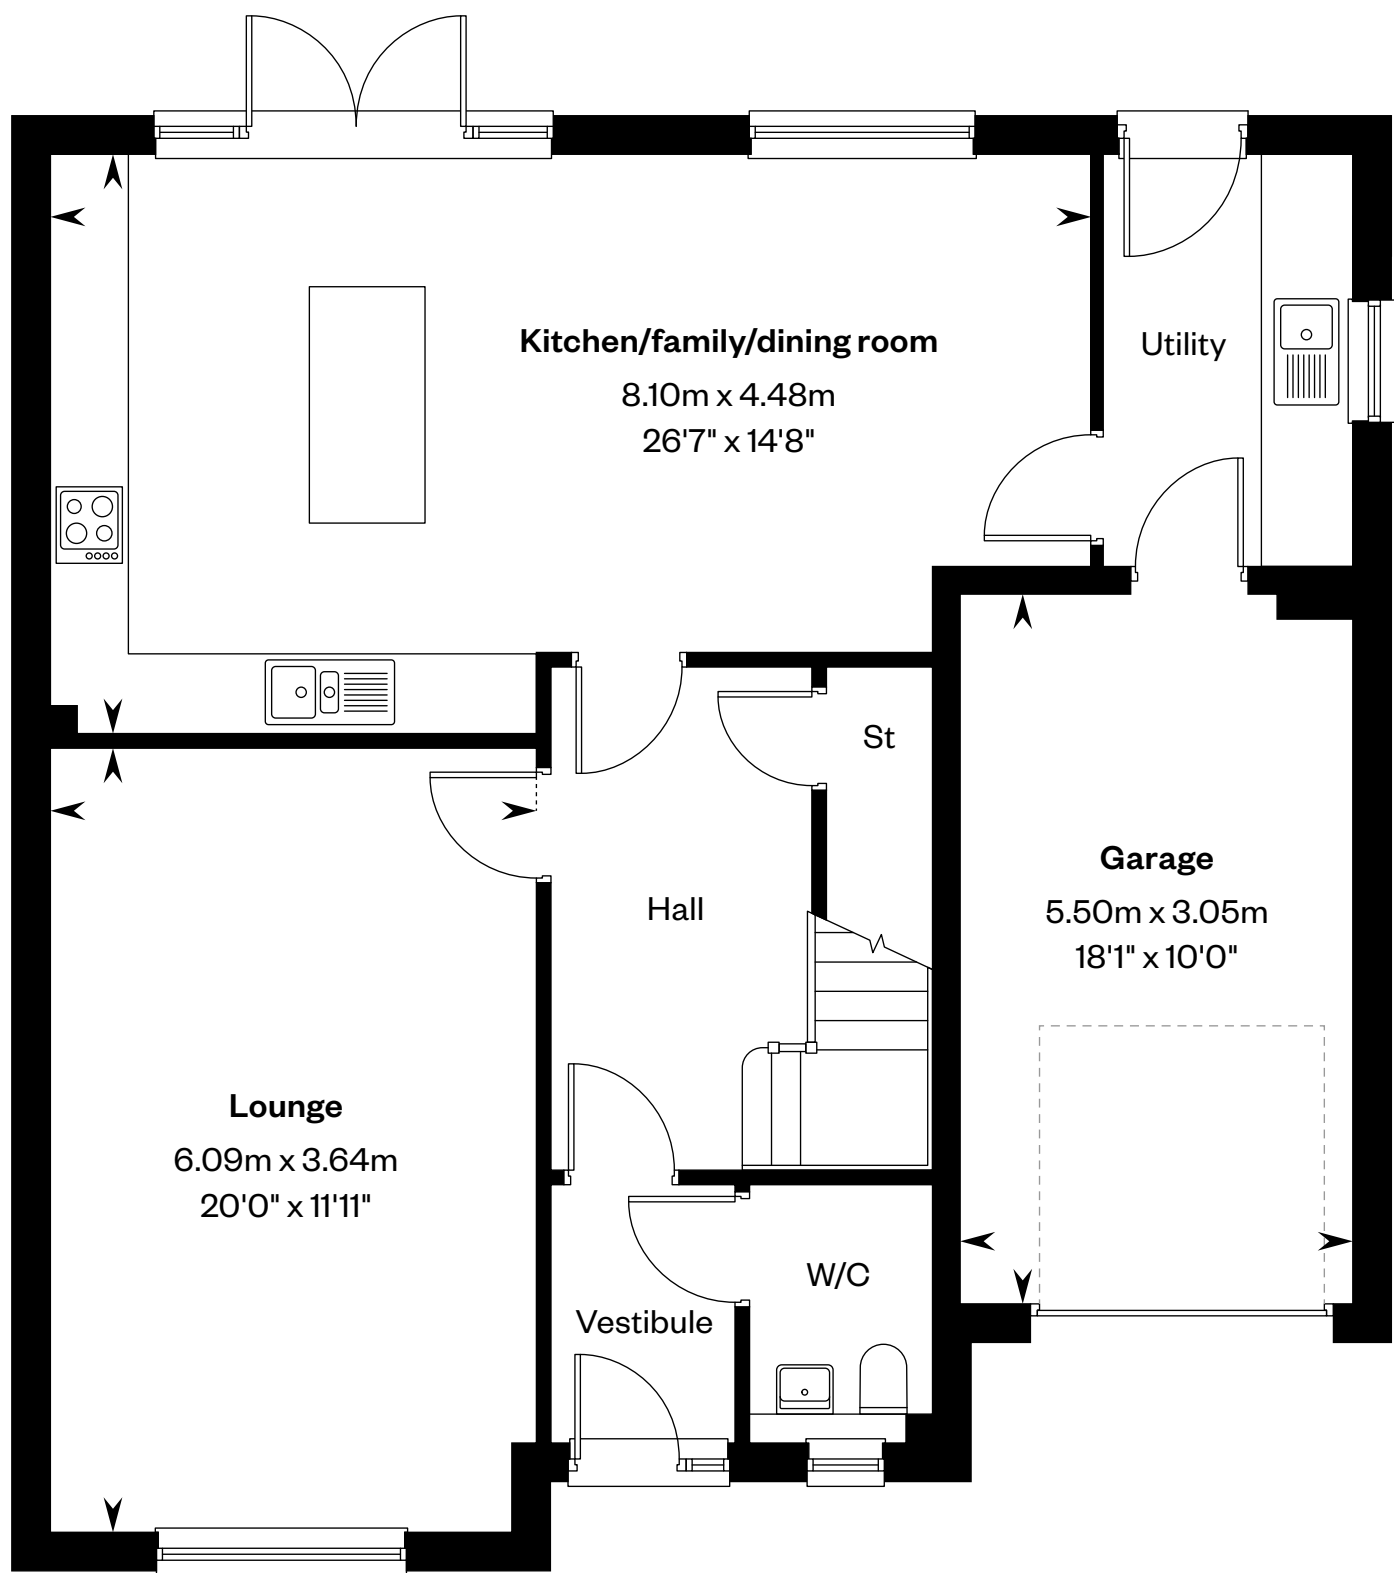 Kitchen/family/dining room
8.10m x 4.48m
26'7" x 14'8"
Utility
St
Garage
5.50m x 3.05m
18'1" x 10'0"
Hall
Lounge
6.09m x 3.64m
20'0" x 11'11"
W/C
Vestibule